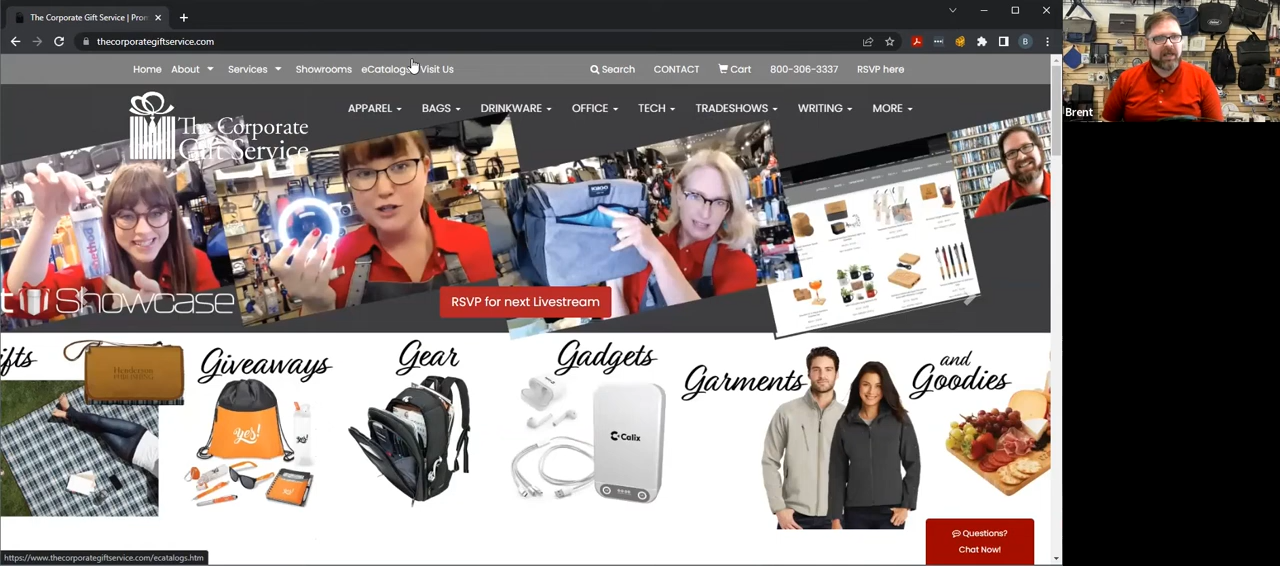 The Corporate Gift Service | Pron
thecorporategiftservice.com
B
Home About Services Showrooms eCatalogs Visit Us Search CONTACT Cart 800-306-3337 RSVP here
APPAREL BAGS DRINKWARE OFFICE TECH TRADESHOWS WRITING MORE
The Corporate
Gift Service
IGLOO
t Showcase
RSVP for next Livestream
ifts Giveaways Gear Gadgets Garments and Goodies
Henderson
yes!
Calix
Questions?
Chat Now!
https://www.thecorporategiftservice.com/ecatalogs.htm
Brent